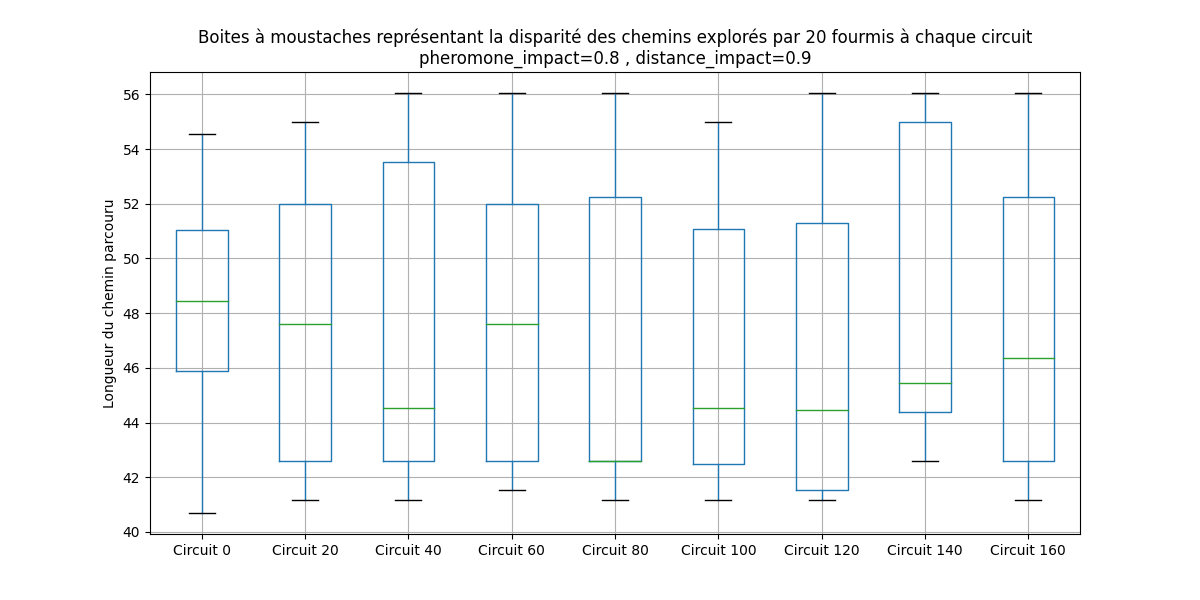 Boites à moustaches représentant la disparité des chemins explorés par 20 fourmis à chaque circuit
pheromone_impact=0.8 , distance_impact=0.9
Longueur du chemin parcouru
56
54
52
50
48
46
44
42
40
Circuit 0
Circuit 20
Circuit 40
Circuit 60
Circuit 80
Circuit 100
Circuit 120
Circuit 140
Circuit 160